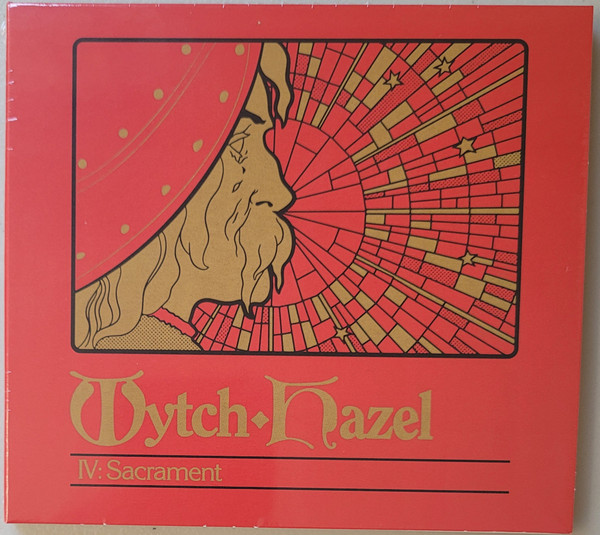 Wytch Hazel
IV: Sacrament